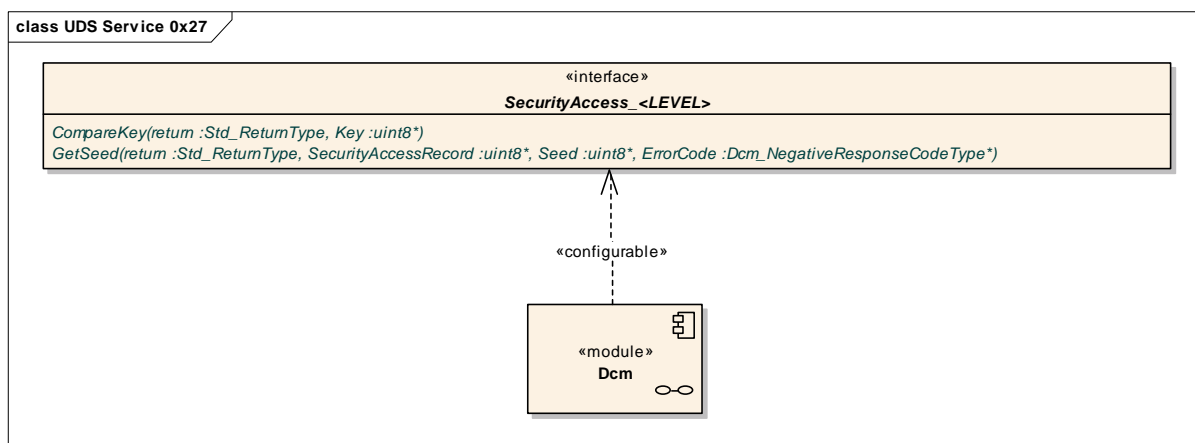 class UDS Service 0x27
«interface»
SecurityAccess_<LEVEL>
CompareKey(return :Std_ReturnType, Key :uint8*)
GetSeed(return :Std_ReturnType, SecurityAccessRecord :uint8*, Seed :uint8*, ErrorCode :Dcm_NegativeResponseCodeType*)
«configurable»
«module»
Dcm